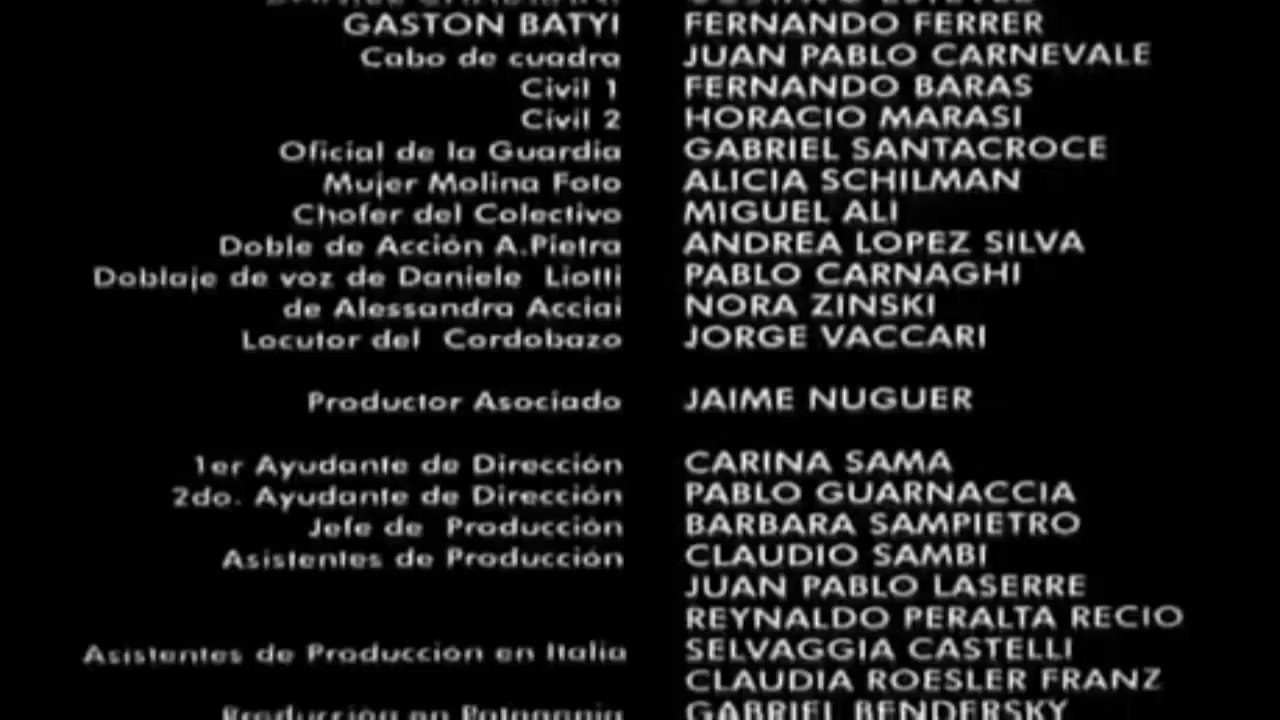 GASTON BATYI FERNANDO FERRER
Cabo de cuadra JUAN PABLO CARNEVALE
Civil 1 FERNANDO BARAS
Civil 2 HORACIO MARASI
Oficial de la Guardia GABRIEL SANTACROCE
Mujer Molina Foto ALICIA SCHILMAN
Chofer del Colectivo MIGUEL ALI
Doble de Acción A.Pietra ANDREA LOPEZ SILVA
Doblaje de voz de Daniele Liotti PABLO CARNAGHI
de Alessandra Acciai NORA ZINSKI
Locutor del Cordobazo JORGE VACCARI
Productor Asociado JAIME NUGUER
1er Ayudante de Dirección CARINA SAMA
2do. Ayudante de Dirección PABLO GUARNACCIA
Jefe de Producción BARBARA SAMPIETRO
Asistentes de Producción CLAUDIO SAMBI
JUAN PABLO LASERRE
REYNALDO PERALTA RECIO
Asistentes de Producción en Italia SELVAGGIA CASTELLI
CLAUDIA ROESLER FRANZ
Producción en Patagonia GABRIEL BENDERSKY